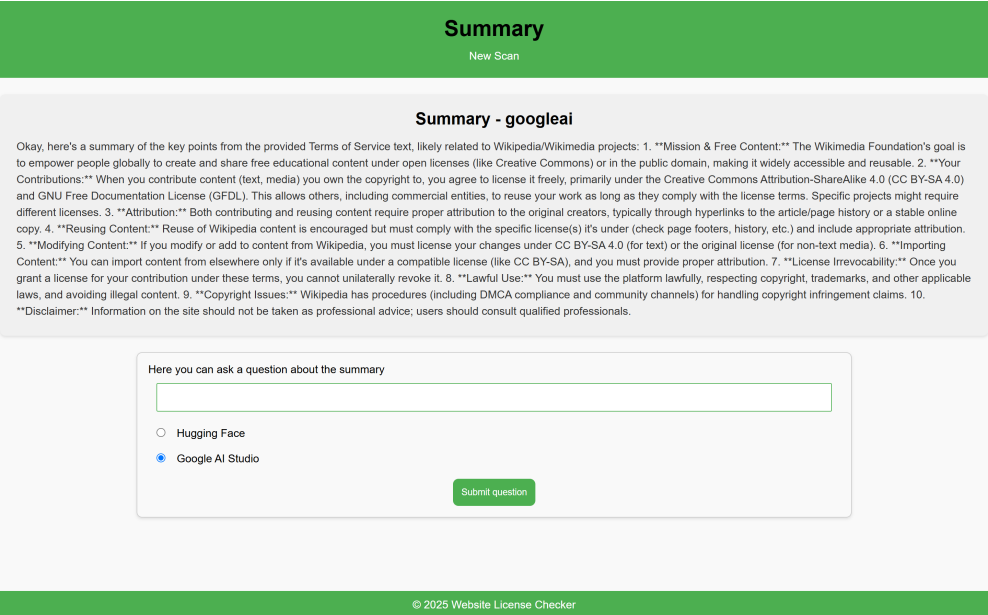 Summary
New Scan
Summary - googleai
Okay, here's a summary of the key points from the provided Terms of Service text, likely related to Wikipedia/Wikimedia projects: 1. **Mission & Free Content:** The Wikimedia Foundation's goal is
to empower people globally to create and share free educational content under open licenses (like Creative Commons) or in the public domain, making it widely accessible and reusable. 2. **Your
Contributions:** When you contribute content (text, media) you own the copyright to, you agree to license it freely, primarily under the Creative Commons Attribution-ShareAlike 4.0 (CC BY-SA 4.0)
and GNU Free Documentation License (GFDL). This allows others, including commercial entities, to reuse your work as long as they comply with the license terms. Specific projects might require
different licenses. 3. **Attribution:** Both contributing and reusing content require proper attribution to the original creators, typically through hyperlinks to the article/page history or a stable online
copy. 4. **Reusing Content:** Reuse of Wikipedia content is encouraged but must comply with the specific license(s) it's under (check page footers, history, etc.) and include appropriate attribution.
5. **Modifying Content:** If you modify or add to content from Wikipedia, you must license your changes under CC BY-SA 4.0 (for text) or the original license (for non-text media). 6. **Importing
Content:** You can import content from elsewhere only if it's available under a compatible license (like CC BY-SA), and you must provide proper attribution. 7. **License Irrevocability:** Once you
grant a license for your contribution under these terms, you cannot unilaterally revoke it. 8. **Lawful Use:** You must use the platform lawfully, respecting copyright, trademarks, and other applicable
laws, and avoiding illegal content. 9. **Copyright Issues:** Wikipedia has procedures (including DMCA compliance and community channels) for handling copyright infringement claims. 10.
**Disclaimer:** Information on the site should not be taken as professional advice; users should consult qualified professionals.
Here you can ask a question about the summary
Hugging Face
Google AI Studio
Submit question
© 2025 Website License Checker